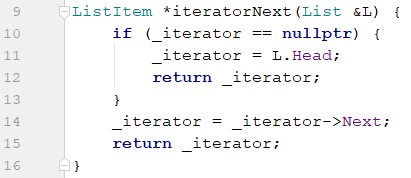 9 ListItem *iteratorNext(List &L) {
10 if (_iterator == nullptr) {
11 _iterator = L.Head;
12 return _iterator;
13 }
14 _iterator = _iterator->Next;
15 return _iterator;
16 }